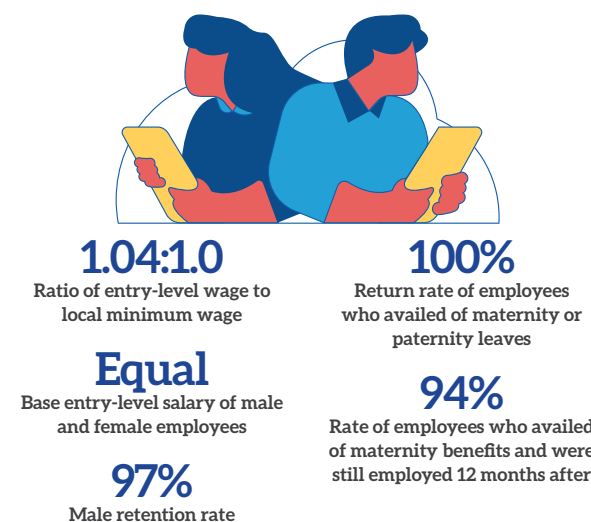 1.04:1.0
Ratio of entry-level wage to
local minimum wage
Equal
Base entry-level salary of male
and female employees
97%
Male retention rate
100%
Return rate of employees
who availed of maternity or
paternity leaves
94%
Rate of employees who availed
of maternity benefits and were
still employed 12 months after